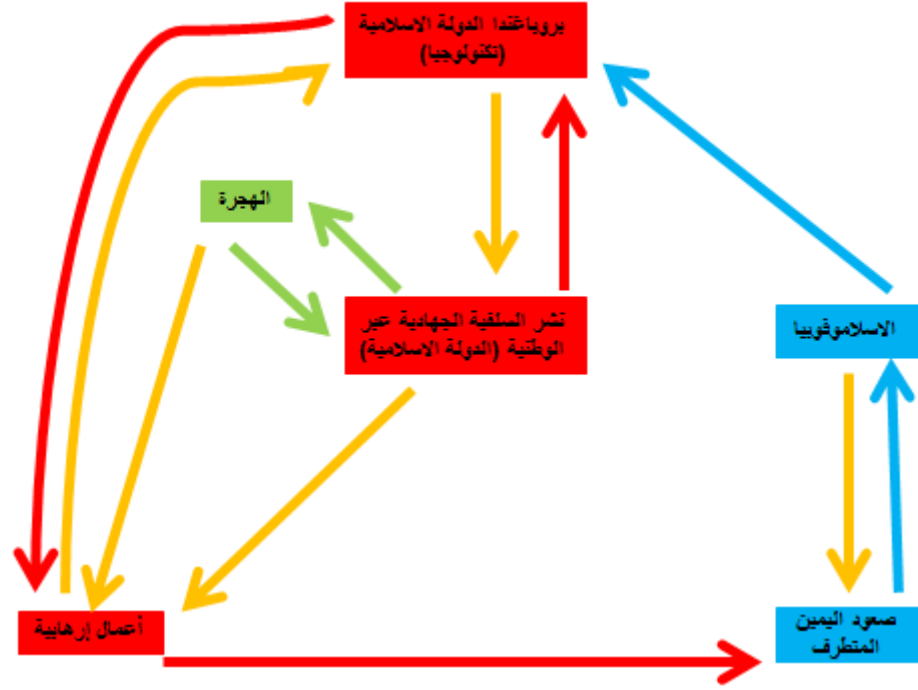 بروباغندا الدولة الاسلامية
(تكنولوجيا)
الهجرة
نشر السلفية الجهادية عبر
الوطنية (الدولة الاسلامية)
الاسلاموفوبيا
أعمال إرهابية
صعود اليمين
المتطرف